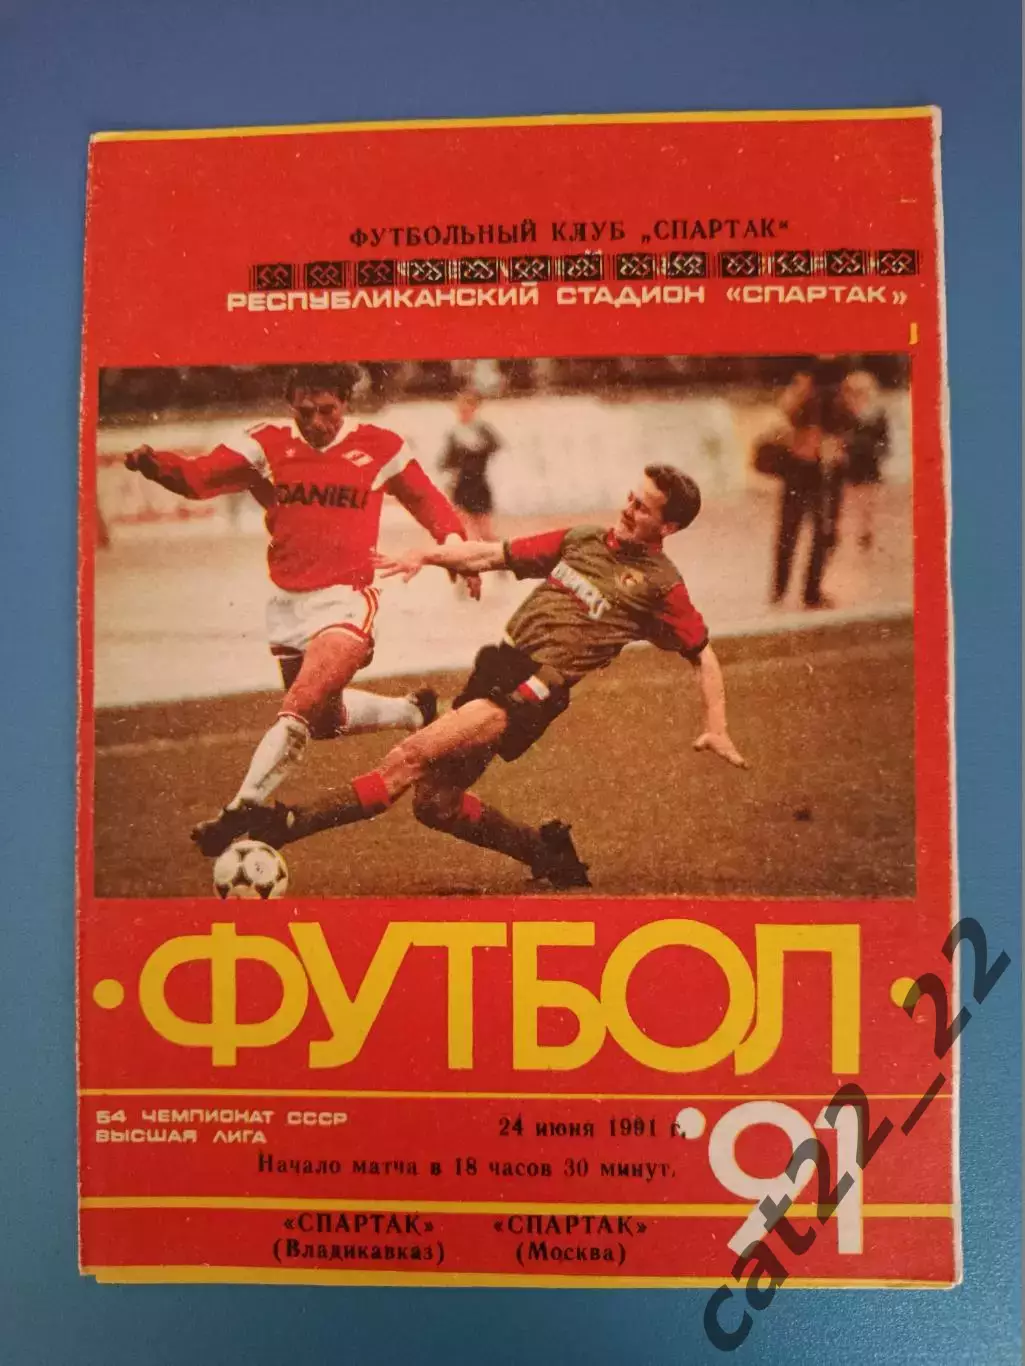 ФУТБОЛЬНЫЙ КЛУБ „СПАРТАК“
РЕСПУБЛИКАНСКИЙ СТАДИОН «СПАРТАК»
DANIELI
•ФУТБОЛ•
54 ЧЕМПИОНАТ СССР
ВЫСШАЯ ЛИГА
24 июня 1991 г.
'91
Начало матча в 18 часов 30 минут.
«СПАРТАК» «СПАРТАК»
(Владикавказ) (Москва)
cat22_22